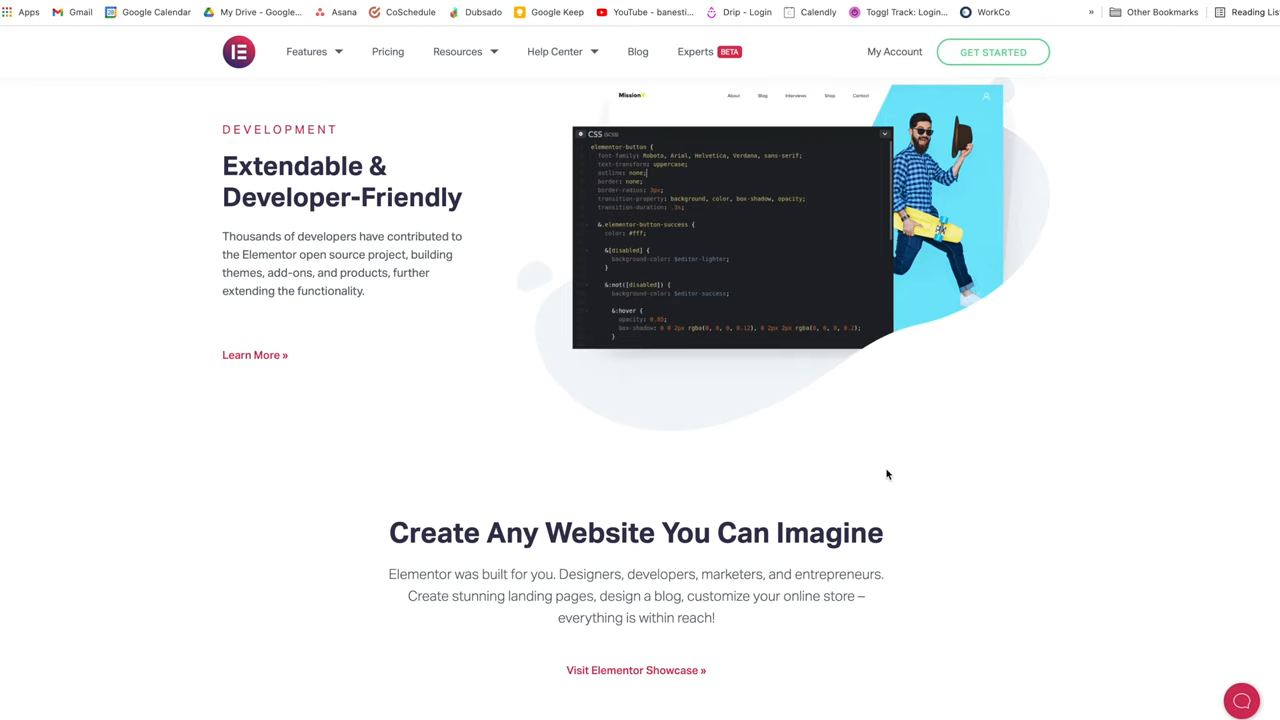 Apps Gmail Google Calendar My Drive - Google... Asana CoSchedule Dubsado Google Keep YouTube - banesti... Drip - Login Calendly Toggl Track: Login... WorkCo » Other Bookmarks Reading Lis
Features Pricing Resources Help Center Blog Experts BETA My Account GET STARTED
DEVELOPMENT
Extendable &
Developer-Friendly
Thousands of developers have contributed to
the Elementor open source project, building
themes, add-ons, and products, further
extending the functionality.
Learn More »
MissionX About Blog Interviews Shop Contact
CSS (SCSS)
elementor-button {
font-family: Roboto, Arial, Helvetica, Verdana, sans-serif;
text-transform: uppercase;
outline: none;
border: none;
border-radius: 3px;
transition-property: background, color, box-shadow, opacity;
transition-duration: .3s;
&.elementor-button-success {
color: #fff;
&[disabled] {
background-color: $editor-lighter;
}
&:not([disabled]) {
background-color: $editor-success;
&:hover {
opacity: 0.85;
box-shadow: 0 0 2px rgba(0, 0, 0, 0.12), 0 2px 2px rgba(0, 0, 0, 0.2);
}
Create Any Website You Can Imagine
Elementor was built for you. Designers, developers, marketers, and entrepreneurs.
Create stunning landing pages, design a blog, customize your online store –
everything is within reach!
Visit Elementor Showcase »